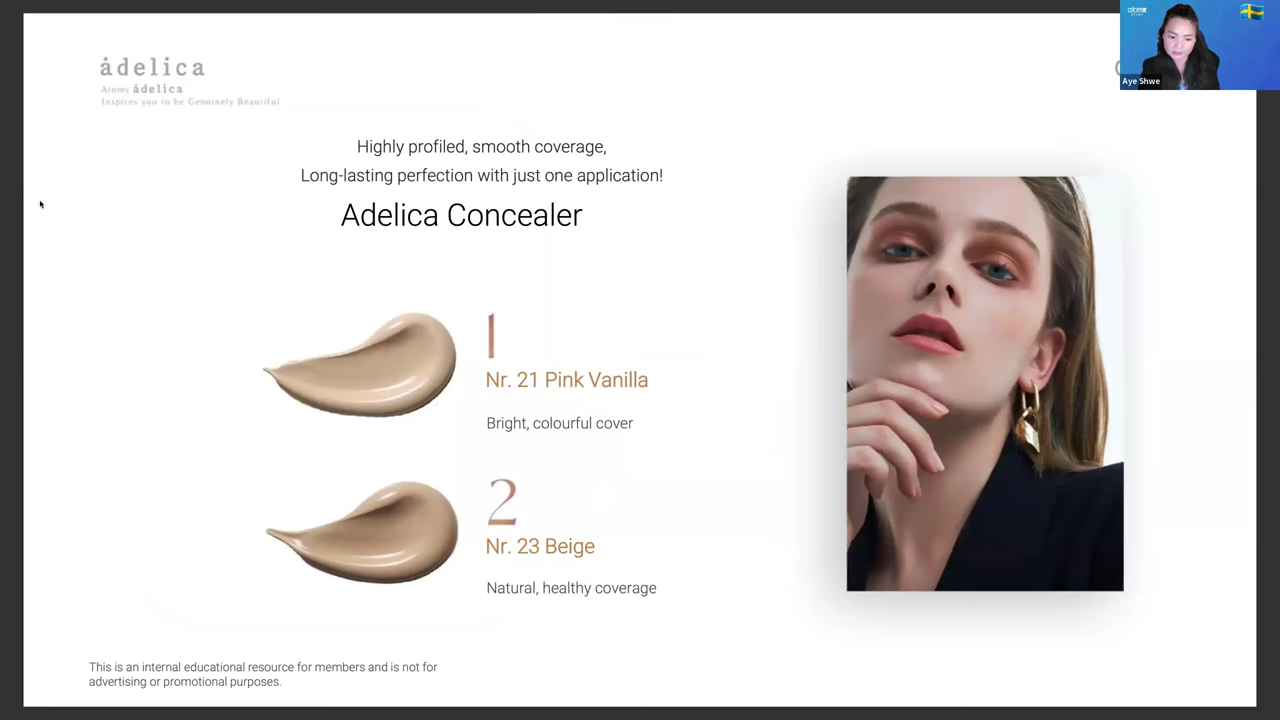 ådelica
Atomy ådelica
Inspires you to be Genuinely Beautiful
Highly profiled, smooth coverage,
Long-lasting perfection with just one application!
Adelica Concealer
1
Nr. 21 Pink Vanilla
Bright, colourful cover
2
Nr. 23 Beige
Natural, healthy coverage
This is an internal educational resource for members and is not for
advertising or promotional purposes.
Aye Shwe